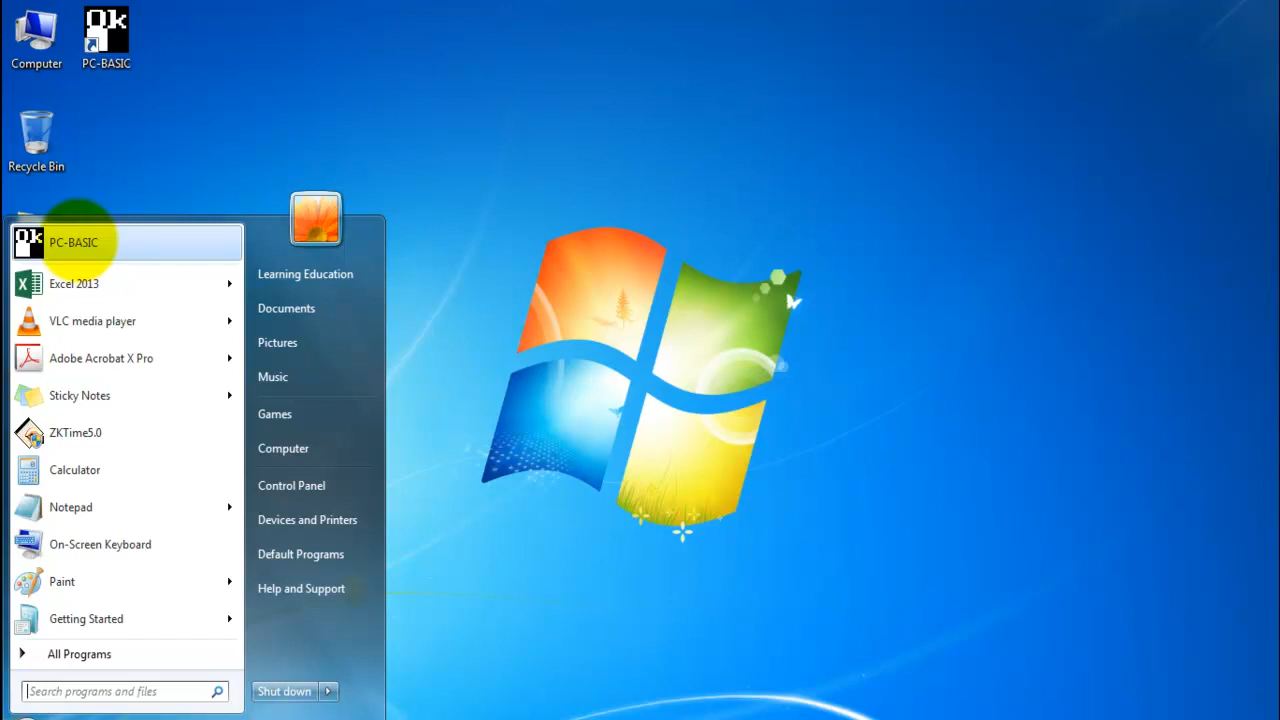 Ok
Computer
PC-BASIC
Recycle Bin
Ok
PC-BASIC
Excel 2013
VLC media player
Adobe Acrobat X Pro
Sticky Notes
ZKTime5.0
Calculator
Notepad
On-Screen Keyboard
Paint
Getting Started
All Programs
Search programs and files
Learning Education
Documents
Pictures
Music
Games
Computer
Control Panel
Devices and Printers
Default Programs
Help and Support
Shut down